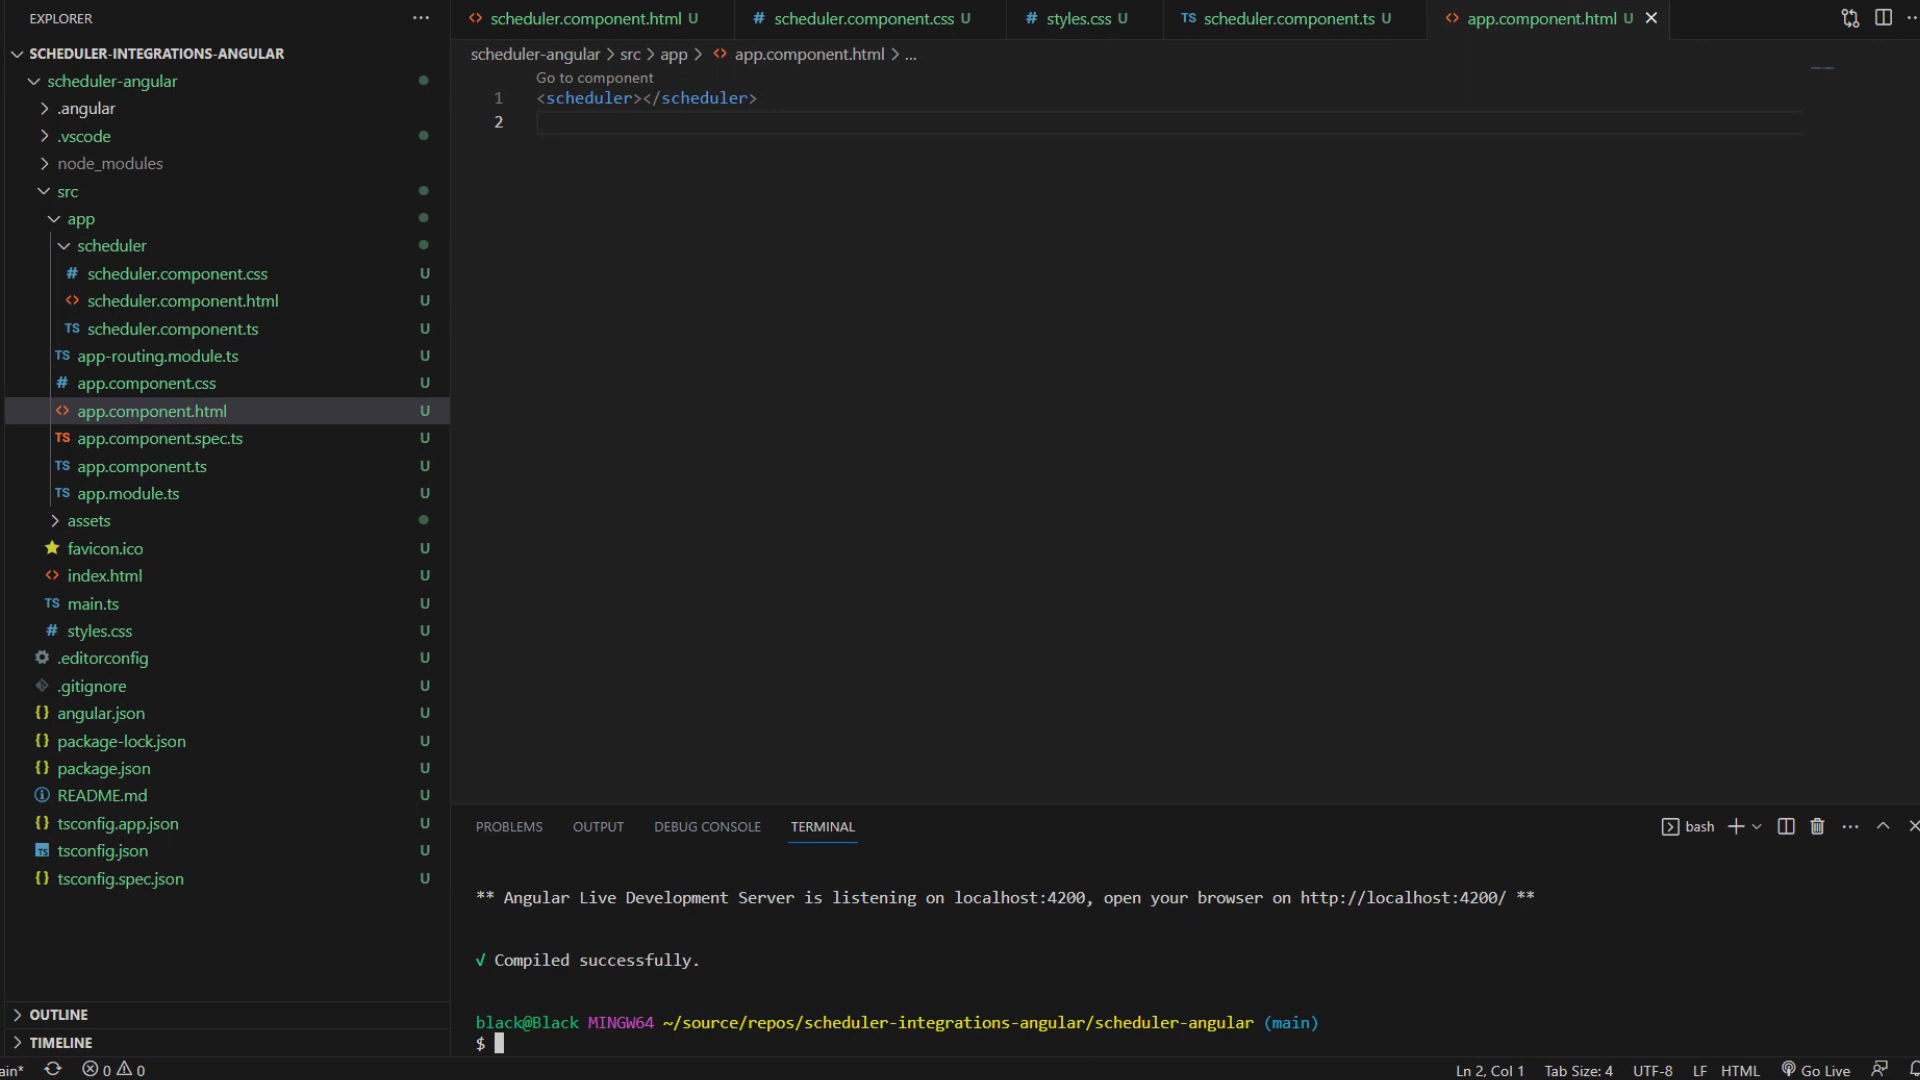 EXPLORER
SCHEDULER-INTEGRATIONS-ANGULAR
scheduler-angular
.angular
.vscode
node_modules
src
app
scheduler
# scheduler.component.css U
<> scheduler.component.html U
TS scheduler.component.ts U
TS app-routing.module.ts U
# app.component.css U
<> app.component.html U
TS app.component.spec.ts U
TS app.component.ts U
TS app.module.ts U
assets
favicon.ico U
<> index.html U
TS main.ts U
# styles.css U
.editorconfig U
.gitignore U
{} angular.json U
{} package-lock.json U
{} package.json U
README.md U
{} tsconfig.app.json U
TS tsconfig.json U
{} tsconfig.spec.json U
OUTLINE
TIMELINE
<> scheduler.component.html U
# scheduler.component.css U
# styles.css U
TS scheduler.component.ts U
<> app.component.html U
scheduler-angular > src > app > <> app.component.html > ...
Go to component
1 <scheduler></scheduler>
2
PROBLEMS OUTPUT DEBUG CONSOLE TERMINAL
bash
** Angular Live Development Server is listening on localhost:4200, open your browser on http://localhost:4200/ **
√ Compiled successfully.
black@Black MINGW64 ~/source/repos/scheduler-integrations-angular/scheduler-angular (main)
$
ain* 0 0 Ln 2, Col 1 Tab Size: 4 UTF-8 LF HTML Go Live